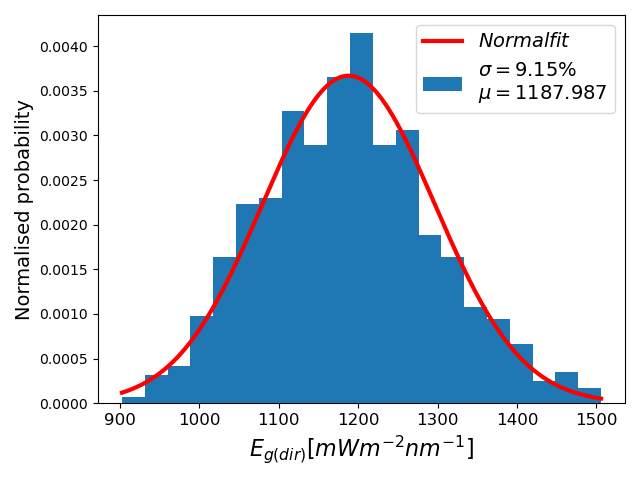 Normalfit
σ = 9.15%
μ = 1187.987
Normalised probability
0.0040
0.0035
0.0030
0.0025
0.0020
0.0015
0.0010
0.0005
0.0000
900 1000 1100 1200 1300 1400 1500
E_{g(dir)}[mWm^{-2}nm^{-1}]